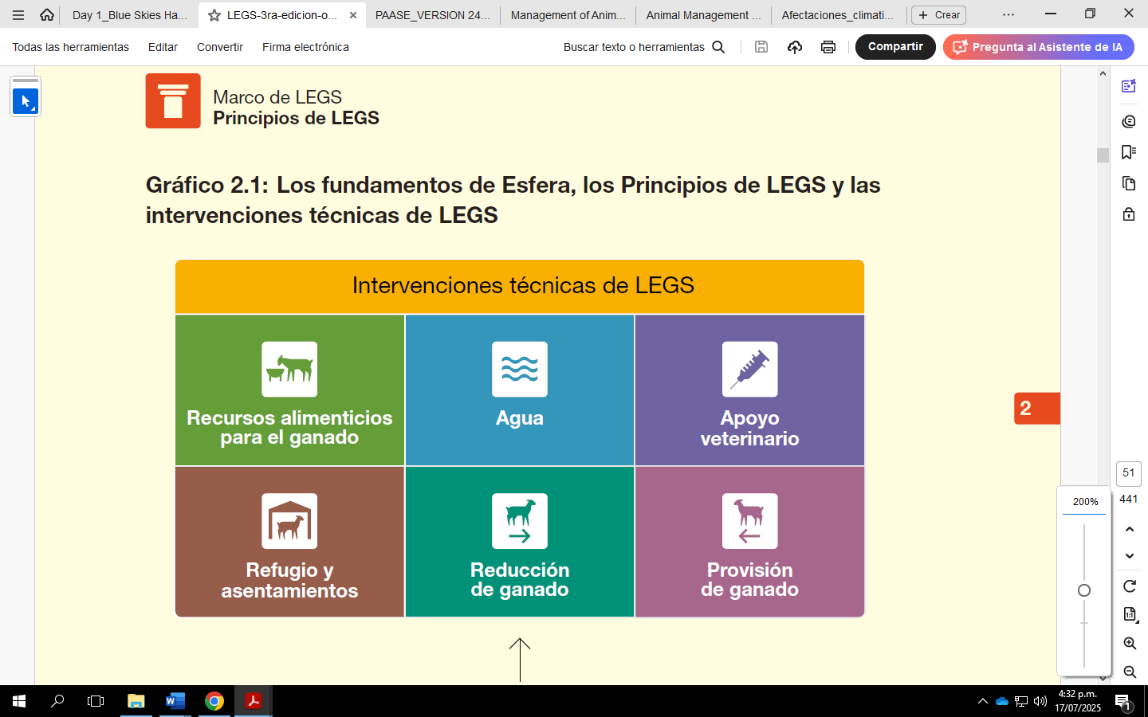 Day 1_Blue Skies Ha...
LEGS-3ra-edicion-o...
PAASE_VERSION 24...
Management of Anim...
Animal Management ...
Afectaciones_climati...
+ Crear
Todas las herramientas
Editar
Convertir
Firma electrónica
Buscar texto o herramientas
Compartir
Pregunta al Asistente de IA
Marco de LEGS
Principios de LEGS
Gráfico 2.1: Los fundamentos de Esfera, los Principios de LEGS y las
intervenciones técnicas de LEGS
Intervenciones técnicas de LEGS
Recursos alimenticios
para el ganado
Agua
Apoyo
veterinario
Refugio y
asentamientos
Reducción
de ganado
Provisión
de ganado
2
51
441
200%
1:1
4:32 p.m.
17/07/2025
1